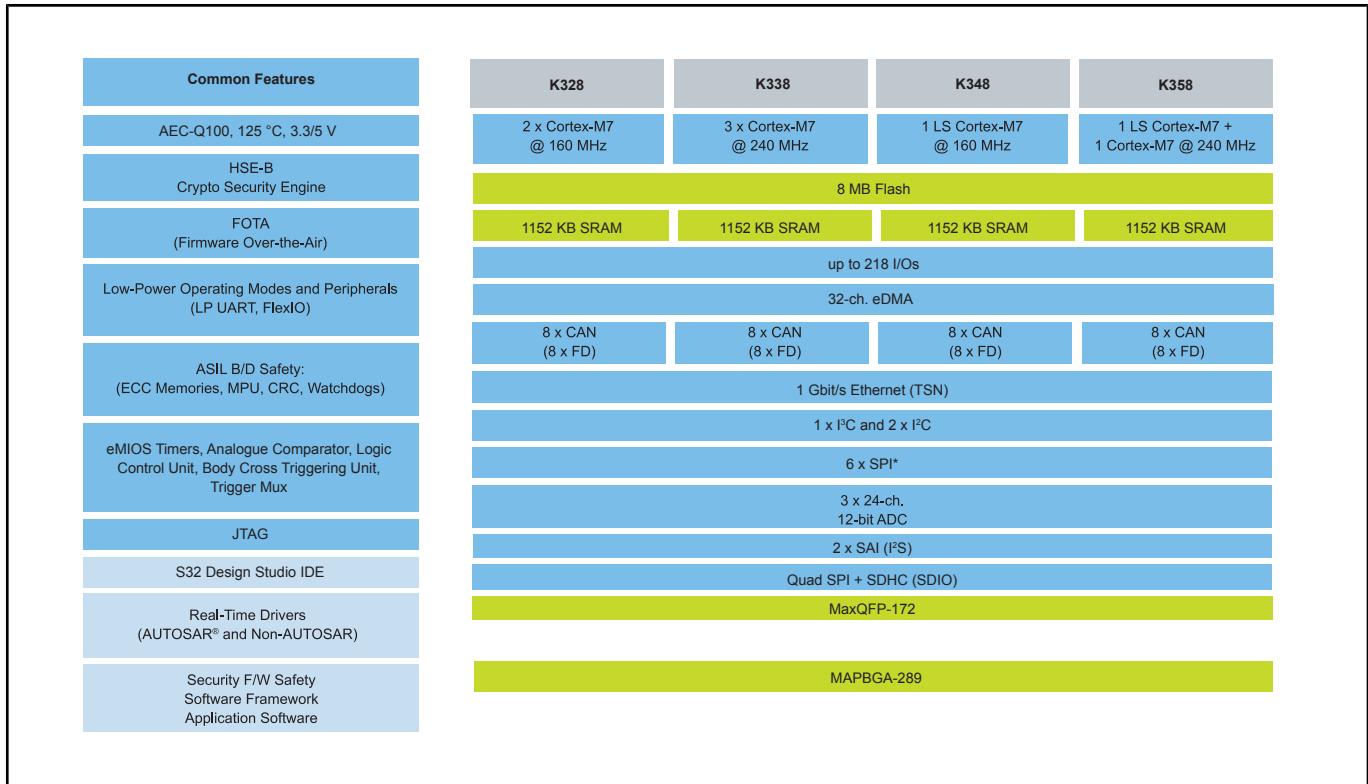 Common Features
AEC-Q100, 125 °C, 3.3/5 V
HSE-B
Crypto Security Engine
FOTA
(Firmware Over-the-Air)
Low-Power Operating Modes and Peripherals
(LP UART, FlexIO)
ASIL B/D Safety:
(ECC Memories, MPU, CRC, Watchdogs)
eMIOS Timers, Analogue Comparator, Logic
Control Unit, Body Cross Triggering Unit,
Trigger Mux
JTAG
S32 Design Studio IDE
Real-Time Drivers
(AUTOSAR® and Non-AUTOSAR)
Security F/W Safety
Software Framework
Application Software
K328 K338 K348 K358
2 x Cortex-M7 3 x Cortex-M7 1 LS Cortex-M7 1 LS Cortex-M7 +
@ 160 MHz @ 240 MHz @ 160 MHz 1 Cortex-M7 @ 240 MHz
8 MB Flash
1152 KB SRAM 1152 KB SRAM 1152 KB SRAM 1152 KB SRAM
up to 218 I/Os
32-ch. eDMA
8 x CAN 8 x CAN 8 x CAN 8 x CAN
(8 x FD) (8 x FD) (8 x FD) (8 x FD)
1 Gbit/s Ethernet (TSN)
1 x I³C and 2 x I²C
6 x SPI*
3 x 24-ch.
12-bit ADC
2 x SAI (I²S)
Quad SPI + SDHC (SDIO)
MaxQFP-172
MAPBGA-289